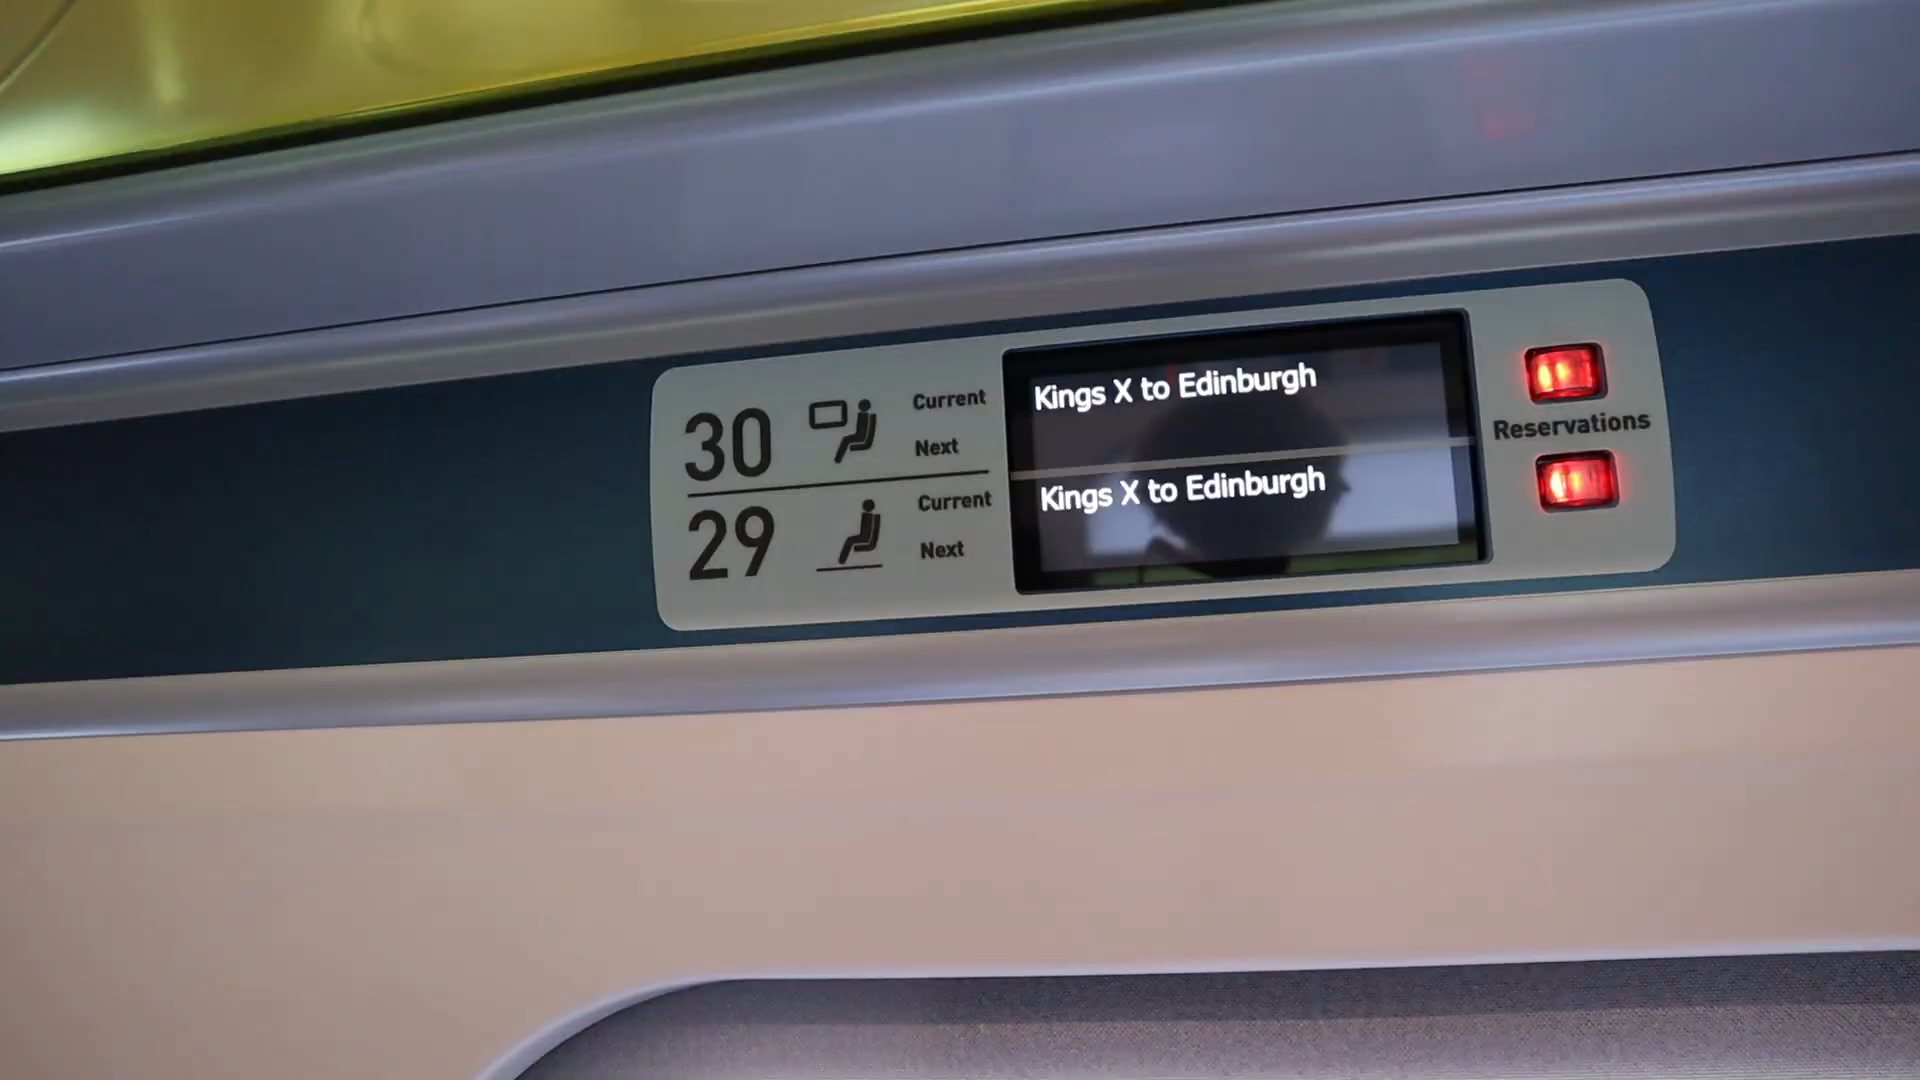 30 Current Kings X to Edinburgh
Next
Reservations
29 Current Kings X to Edinburgh
Next